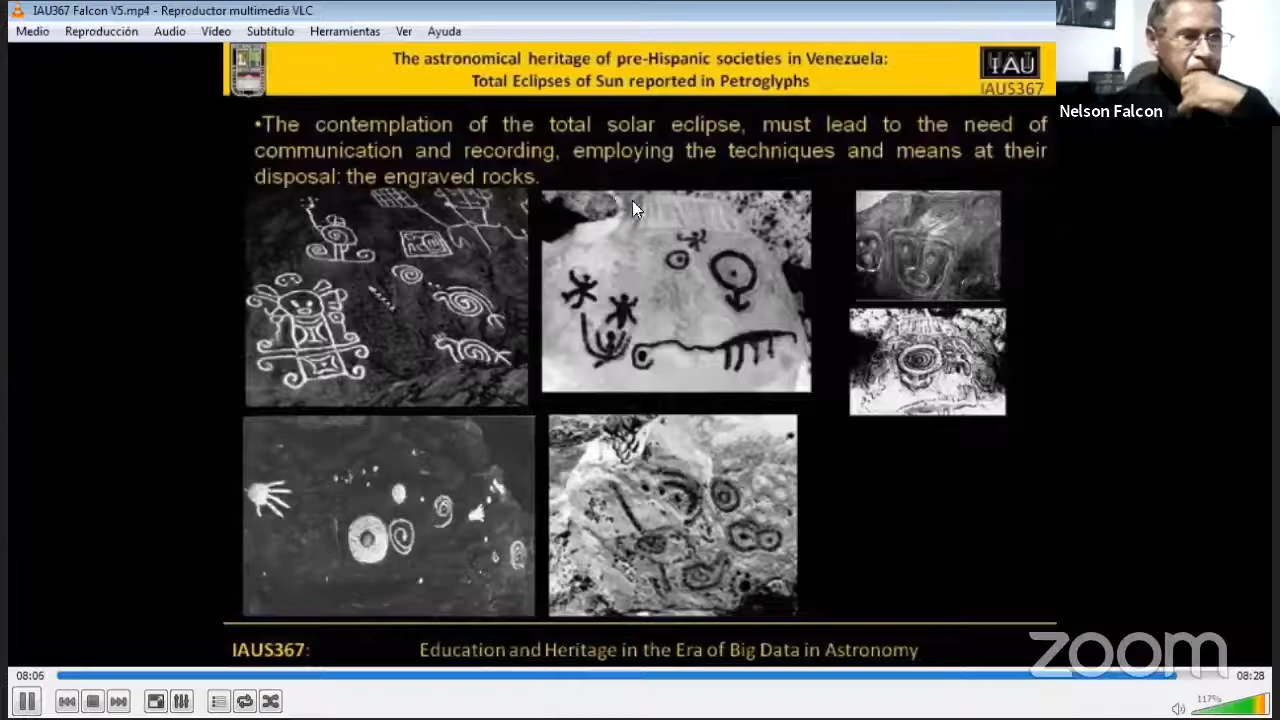 IAU367 Falcon V5.mp4 - Reproductor multimedia VLC
Medio Reproducción Audio Vídeo Subtítulo Herramientas Ver Ayuda
The astronomical heritage of pre-Hispanic societies in Venezuela:
Total Eclipses of Sun reported in Petroglyphs
IAU
IAUS367
Nelson Falcon
•The contemplation of the total solar eclipse, must lead to the need of
communication and recording, employing the techniques and means at their
disposal: the engraved rocks.
IAUS367: Education and Heritage in the Era of Big Data in Astronomy
zoom
08:06 08:28
117%